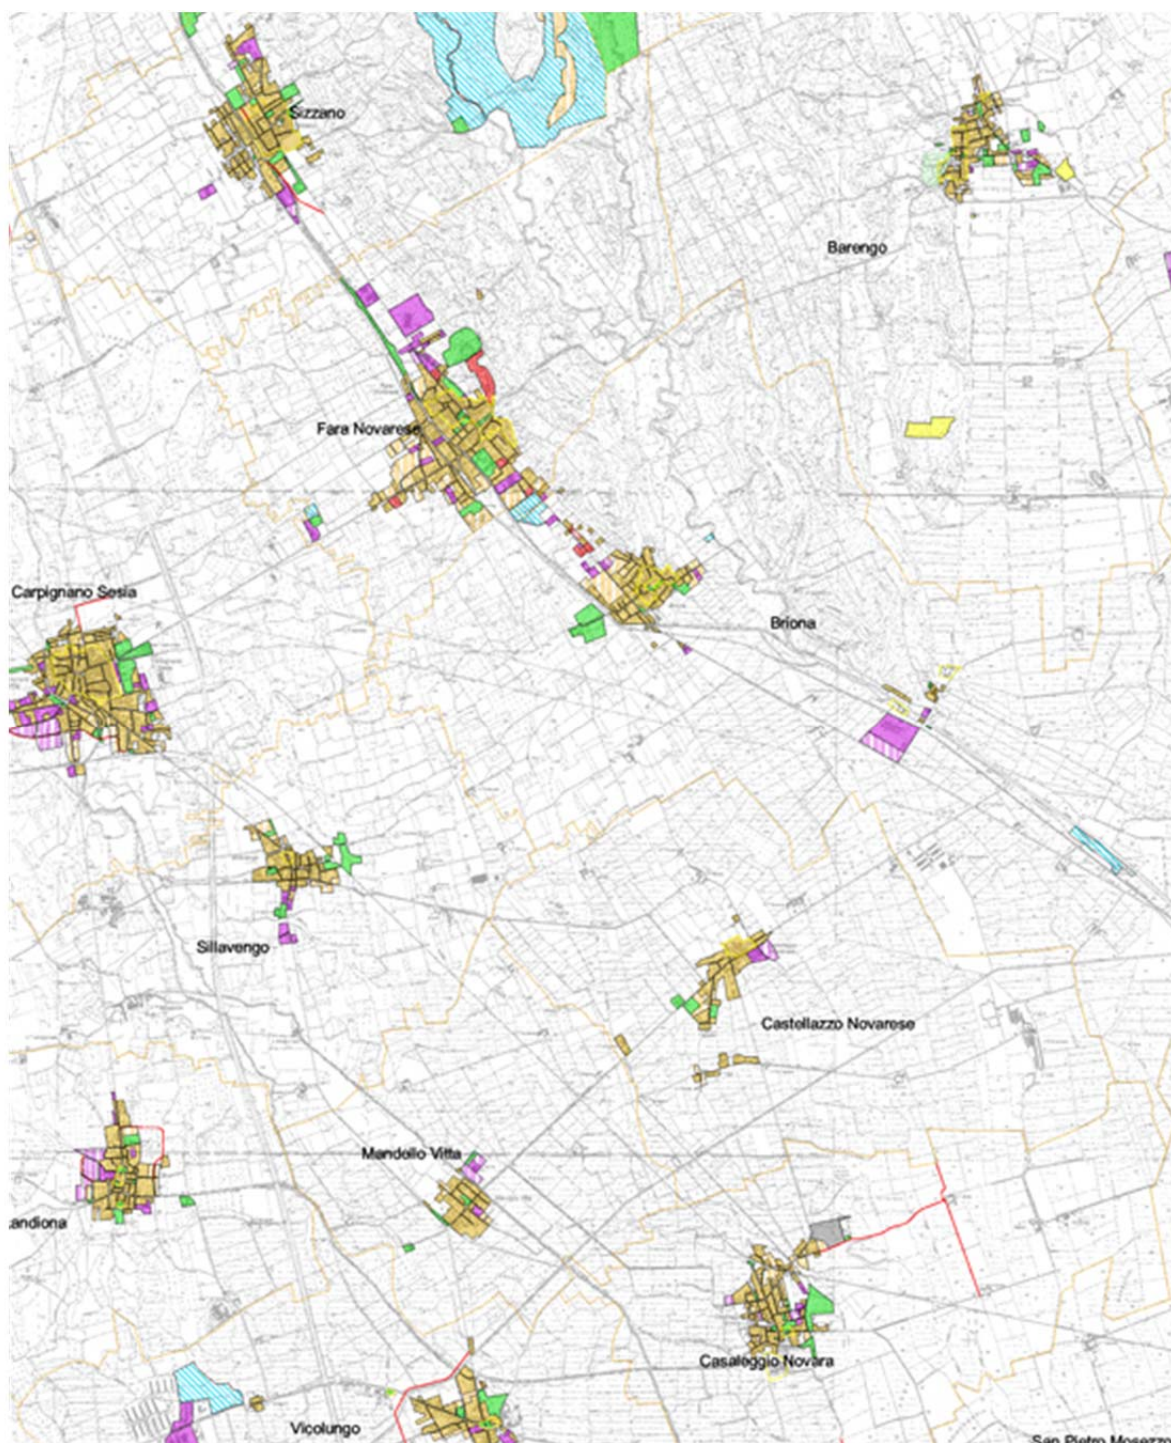 Sizzano
Barengo
Fara Novarese
Carpignano Sesia
Briona
Sillavengo
Castellazzo Novarese
Mandello Vitta
andiona
Casaleggio Novara
Vicolungo
San Pietro Mosezzo